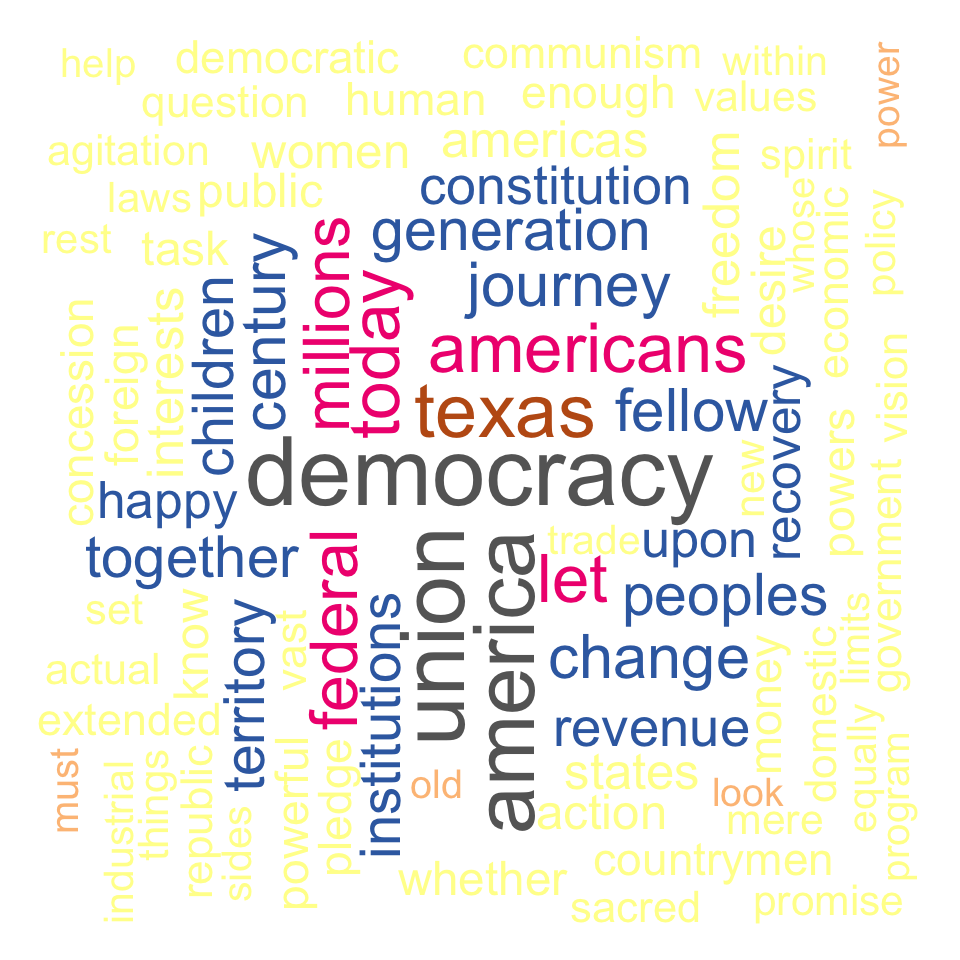 help
democratic
communism
within
power
question
human
enough
values
agitation
women
americas
freedom
spirit
laws
public
constitution
whose
economic
policy
rest
task
century
millions
generation
desire
children
interests
today
journey
concession
foreign
americans
vision
texas
fellow
recovery
democracy
new
powers
happy
government
together
federal
union
america
trade
upon
let
peoples
set
know
vast
territory
institutions
limits
actual
change
money
domestic
extended
revenue
equally
must
industrial
things
republic
sides
powerful
pledge
old
states
look
program
action
mere
whether
countrymen
sacred
promise